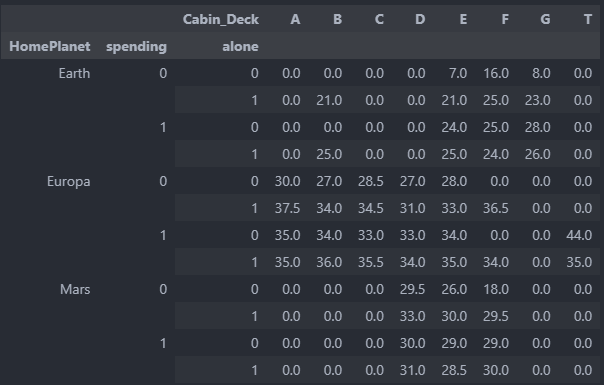 Cabin_Deck A B C D E F G T
HomePlanet spending alone
Earth 0 0 0.0 0.0 0.0 0.0 7.0 16.0 8.0 0.0
1 0.0 21.0 0.0 0.0 21.0 25.0 23.0 0.0
1 0 0.0 0.0 0.0 0.0 24.0 25.0 28.0 0.0
1 0.0 25.0 0.0 0.0 25.0 24.0 26.0 0.0
Europa 0 0 30.0 27.0 28.5 27.0 28.0 0.0 0.0 0.0
1 37.5 34.0 34.5 31.0 33.0 36.5 0.0 0.0
1 0 35.0 34.0 33.0 33.0 34.0 0.0 0.0 44.0
1 35.0 36.0 35.5 34.0 35.0 34.0 0.0 35.0
Mars 0 0 0.0 0.0 0.0 29.5 26.0 18.0 0.0 0.0
1 0.0 0.0 0.0 33.0 30.0 29.5 0.0 0.0
1 0 0.0 0.0 0.0 30.0 29.0 29.0 0.0 0.0
1 0.0 0.0 0.0 31.0 28.5 30.0 0.0 0.0